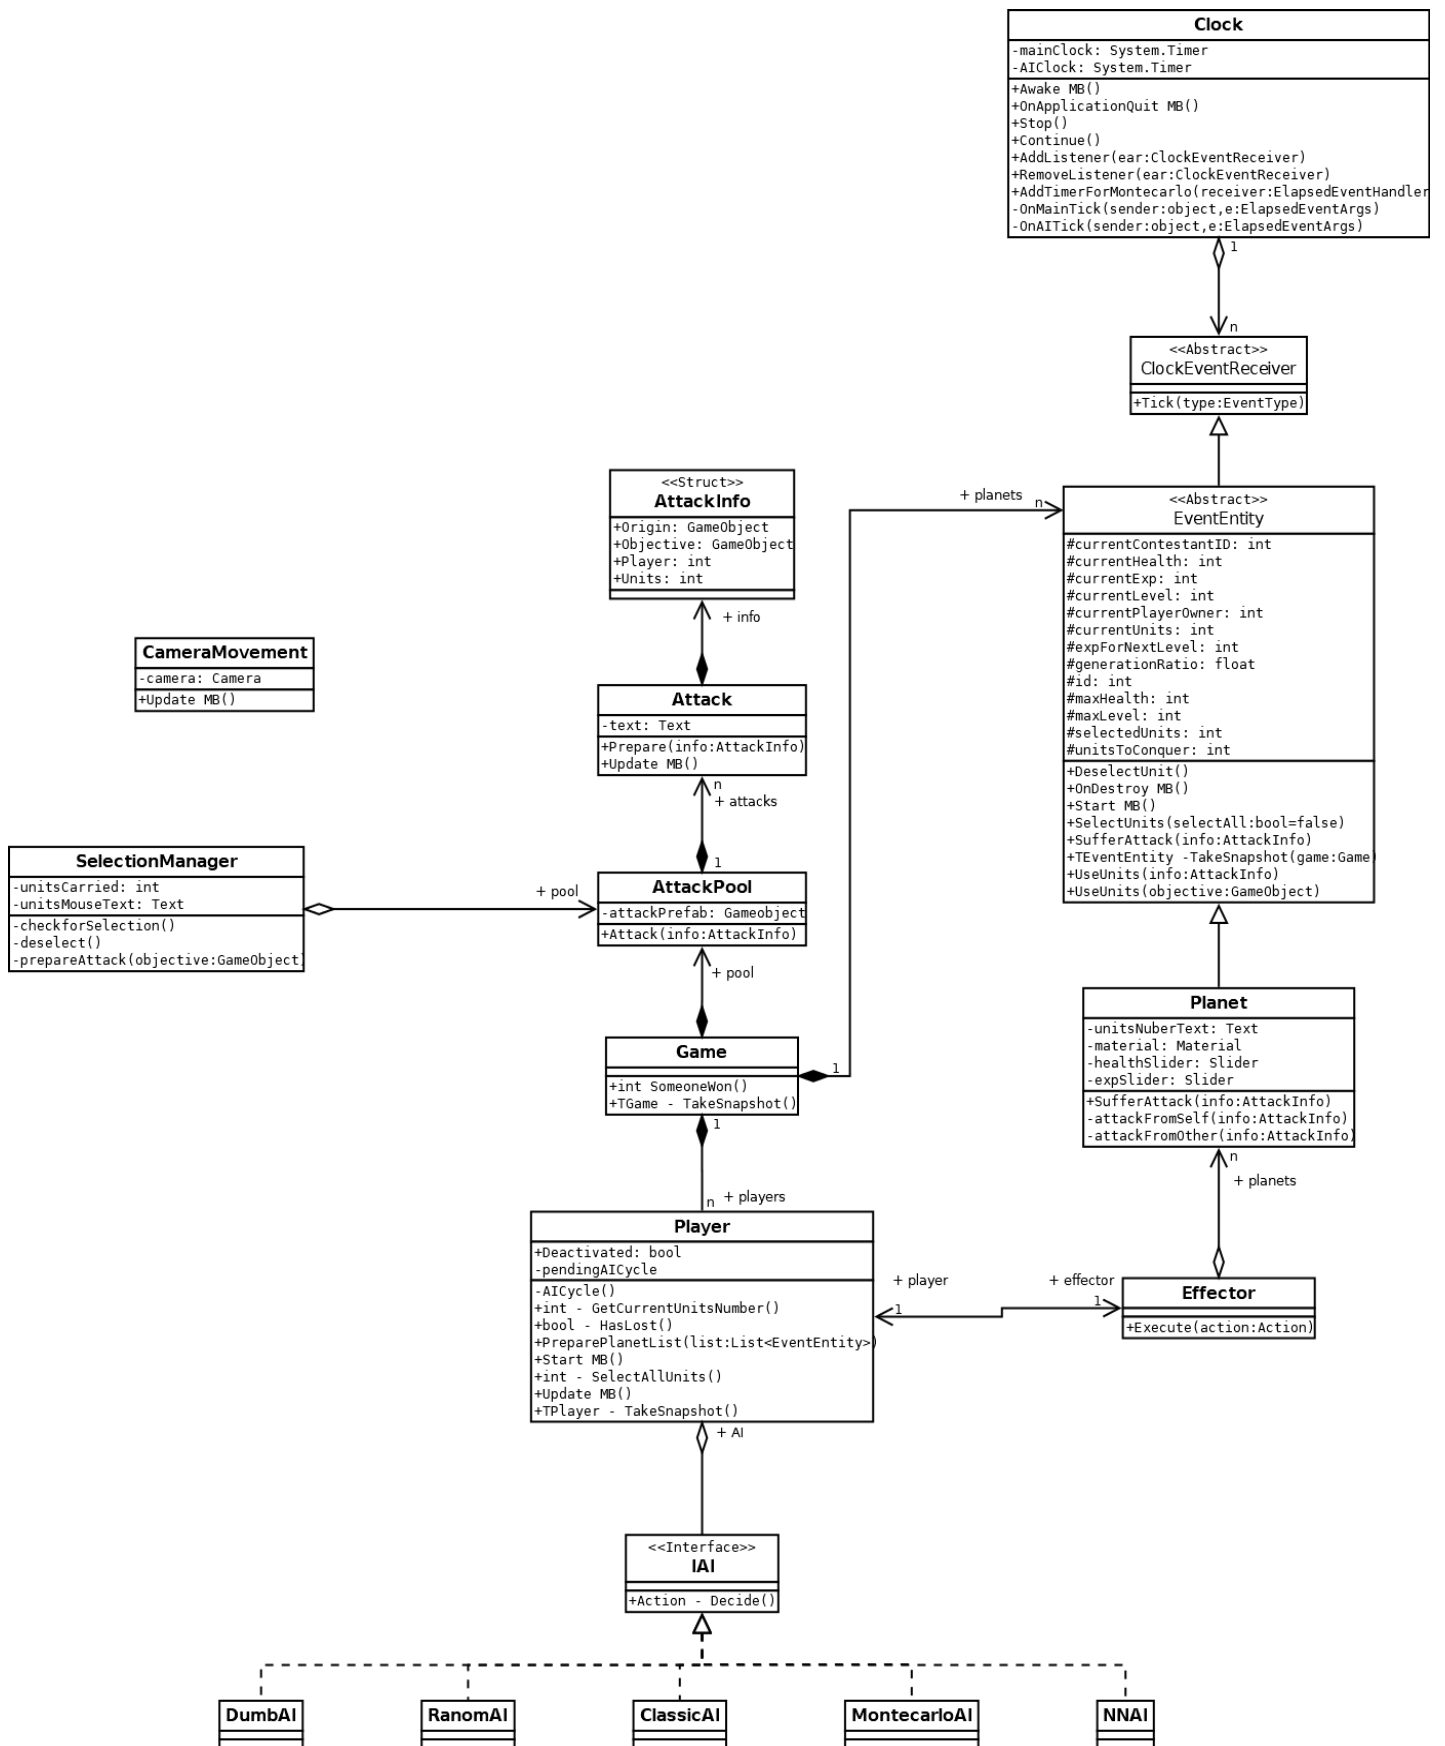 Clock
-mainClock: System.Timer
-AIClock: System.Timer
+Awake MB()
+OnApplicationQuit MB()
+Stop()
+Continue()
+AddListener(ear:ClockEventReceiver)
+RemoveListener(ear:ClockEventReceiver)
+AddTimerForMontecarlo(receiver:ElapsedEventHandler
-OnMainTick(sender:object,e:ElapsedEventArgs)
-OnAITick(sender:object,e:ElapsedEventArgs)
1
n
<<Abstract>>
ClockEventReceiver
+Tick(type:EventType)
<<Struct>>
AttackInfo
+Origin: GameObject
+Objective: GameObject
+Player: int
+Units: int
+ info
+ planets
n
<<Abstract>>
EventEntity
#currentContestantID: int
#currentHealth: int
#currentExp: int
#currentLevel: int
#currentPlayerOwner: int
#currentUnits: int
#expForNextLevel: int
#generationRatio: float
#id: int
#maxHealth: int
#maxLevel: int
#selectedUnits: int
#unitsToConquer: int
+DeselectUnit()
+OnDestroy MB()
+Start MB()
+SelectUnits(selectAll:bool=false)
+SufferAttack(info:AttackInfo)
+TEventEntity -TakeSnapshot(game:Game)
+UseUnits(info:AttackInfo)
+UseUnits(objective:GameObject)
CameraMovement
-camera: Camera
+Update MB()
Attack
-text: Text
+Prepare(info:AttackInfo)
+Update MB()
n
+ attacks
1
SelectionManager
-unitsCarried: int
-unitsMouseText: Text
-checkforSelection()
-deselect()
-prepareAttack(objective:GameObject)
+ pool
AttackPool
-attackPrefab: Gameobject
+Attack(info:AttackInfo)
+ pool
Game
+int SomeoneWon()
+TGame - TakeSnapshot()
1
1
n
+ players
Planet
-unitsNuberText: Text
-material: Material
-healthSlider: Slider
-expSlider: Slider
+SufferAttack(info:AttackInfo)
-attackFromSelf(info:AttackInfo)
-attackFromOther(info:AttackInfo)
n
+ planets
Player
+Deactivated: bool
-pendingAICycle
-AICycle()
+int - GetCurrentUnitsNumber()
+bool - HasLost()
+PreparePlanetList(list:List<EventEntity>)
+Start MB()
+int - SelectAllUnits()
+Update MB()
+TPlayer - TakeSnapshot()
+ player
1
+ effector
1
Effector
+Execute(action:Action)
+ AI
<<Interface>>
IAI
+Action - Decide()
DumbAI
RanomAI
ClassicAI
MontecarloAI
NNAI